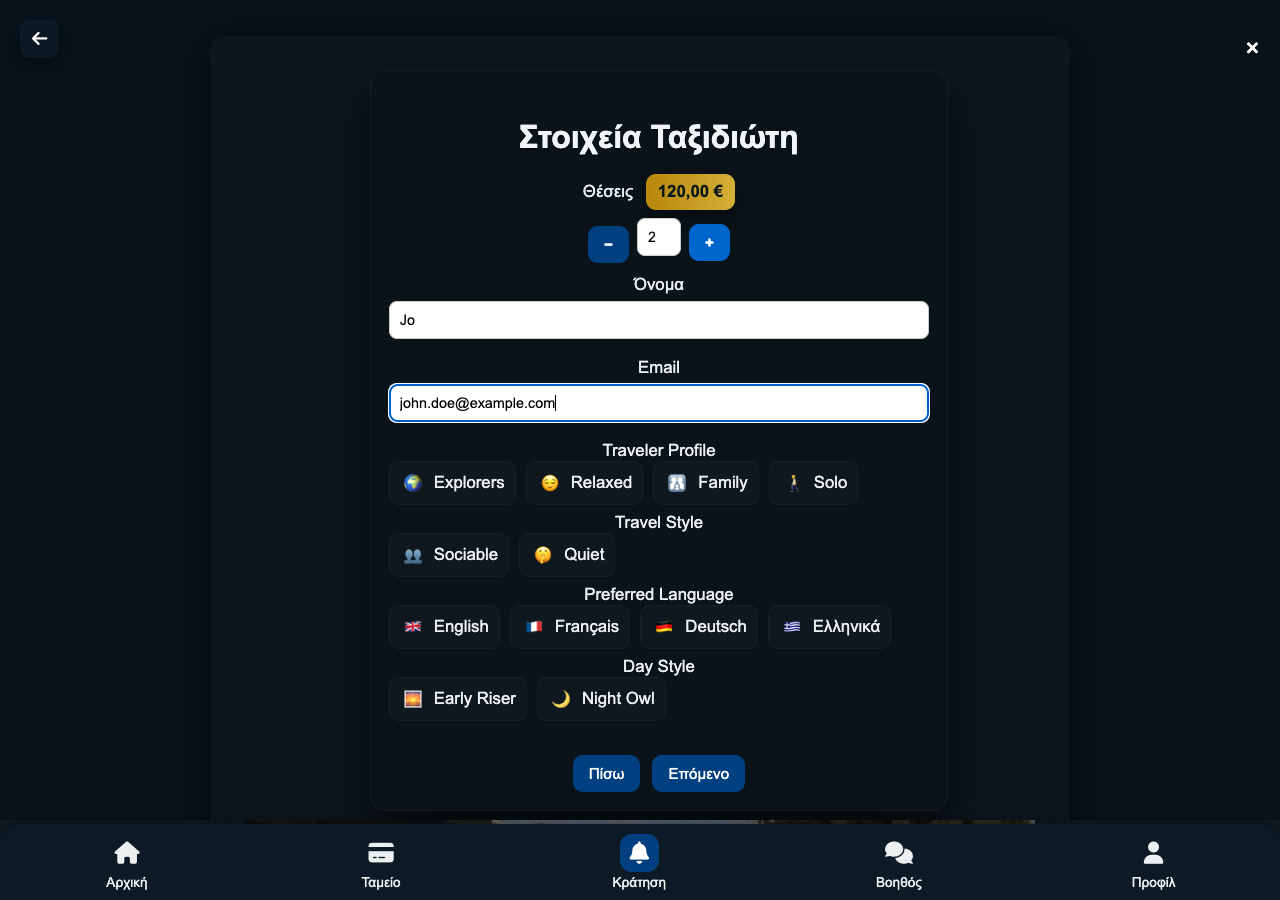 Στοιχεία Ταξιδιώτη
Θέσεις 120,00 €
− 2 +
Όνομα
Jo
Email
john.doe@example.com
Traveler Profile
Explorers Relaxed Family Solo
Travel Style
Sociable Quiet
Preferred Language
English Français Deutsch Ελληνικά
Day Style
Early Riser Night Owl
Πίσω Επόμενο
Αρχική Ταμείο Κράτηση Βοηθός Προφίλ